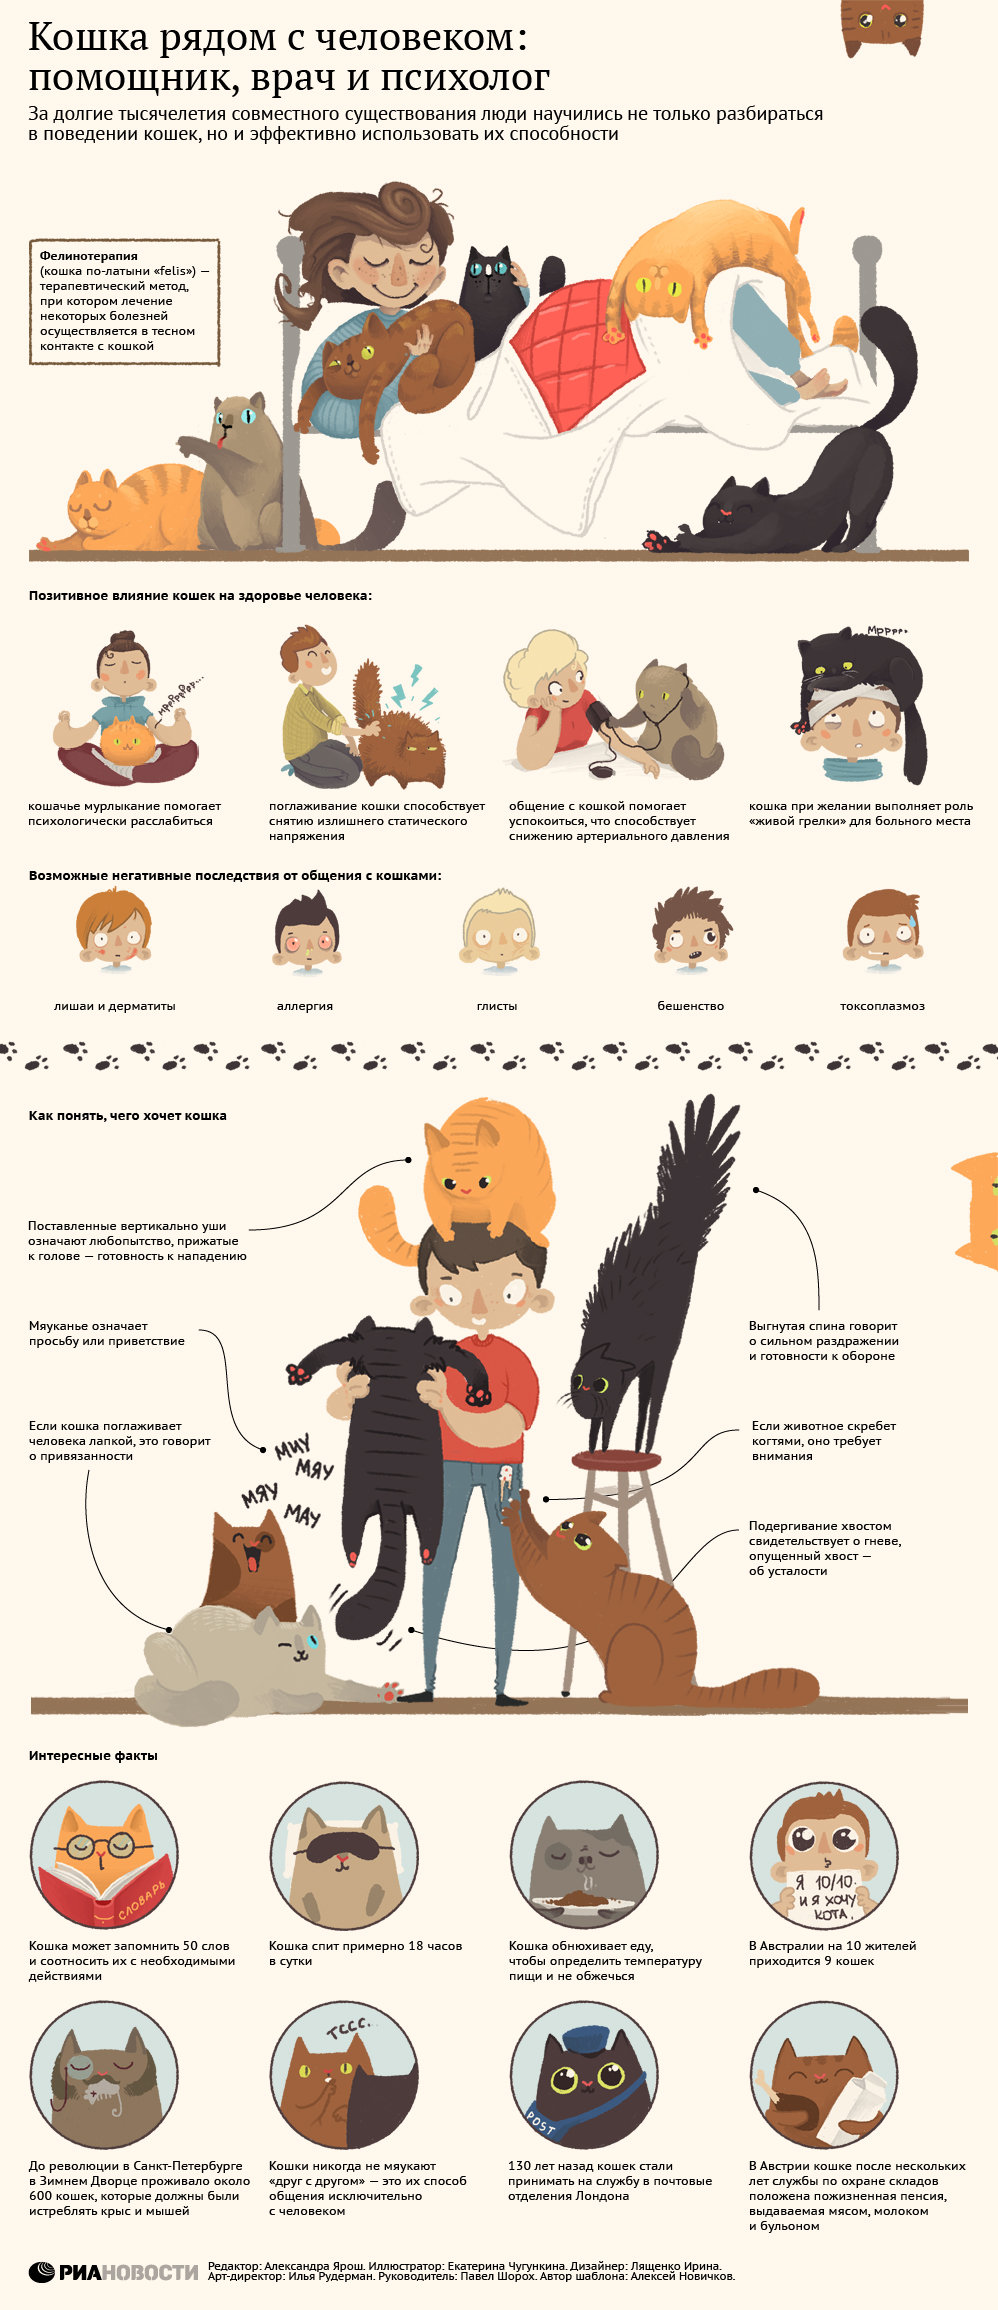 Кошка рядом с человеком:
помощник, врач и психолог
За долгие тысячелетия совместного существования люди научились не только разбираться
в поведении кошек, но и эффективно использовать их способности
Фелинотерапия
(кошка по-латыни «felis») —
терапевтический метод,
при котором лечение
некоторых болезней
осуществляется в тесном
контакте с кошкой
Позитивное влияние кошек на здоровье человека:
Мррррр...
кошачье мурлыкание помогает
психологически расслабиться
поглаживание кошки способствует
снятию излишнего статического
напряжения
общение с кошкой помогает
успокоиться, что способствует
снижению артериального давления
кошка при желании выполняет роль
«живой грелки» для больного места
Возможные негативные последствия от общения с кошками:
лишаи и дерматиты
аллергия
глисты
бешенство
токсоплазмоз
Как понять, чего хочет кошка
Поставленные вертикально уши
означают любопытство, прижатые
к голове — готовность к нападению
Мяуканье означает
просьбу или приветствие
Если кошка поглаживает
человека лапкой, это говорит
о привязанности
МИУ
МЯУ
МЯУ
МАУ
Выгнутая спина говорит
о сильном раздражении
и готовности к обороне
Если животное скребет
когтями, оно требует
внимания
Подергивание хвостом
свидетельствует о гневе,
опущенный хвост —
об усталости
Интересные факты
СЛОВАРЬ
Кошка может запомнить 50 слов
и соотносить их с необходимыми
действиями
Кошка спит примерно 18 часов
в сутки
Кошка обнюхивает еду,
чтобы определить температуру
пищи и не обжечься
Я 10/10.
И Я ХОЧУ
КОТА.
В Австралии на 10 жителей
приходится 9 кошек
До революции в Санкт-Петербурге
в Зимнем Дворце проживало около
600 кошек, которые должны были
истреблять крыс и мышей
ТССС..
Кошки никогда не мяукают
«друг с другом» — это их способ
общения исключительно
с человеком
POST
130 лет назад кошек стали
принимать на службу в почтовые
отделения Лондона
В Австрии кошке после нескольких
лет службы по охране складов
положена пожизненная пенсия,
выдаваемая мясом, молоком
и бульоном
РИАНОВОСТИ
Редактор: Александра Ярош. Иллюстратор: Екатерина Чугункина. Дизайнер: Лященко Ирина.
Арт-директор: Илья Рудерман. Руководитель: Павел Шорох. Автор шаблона: Алексей Новичков.